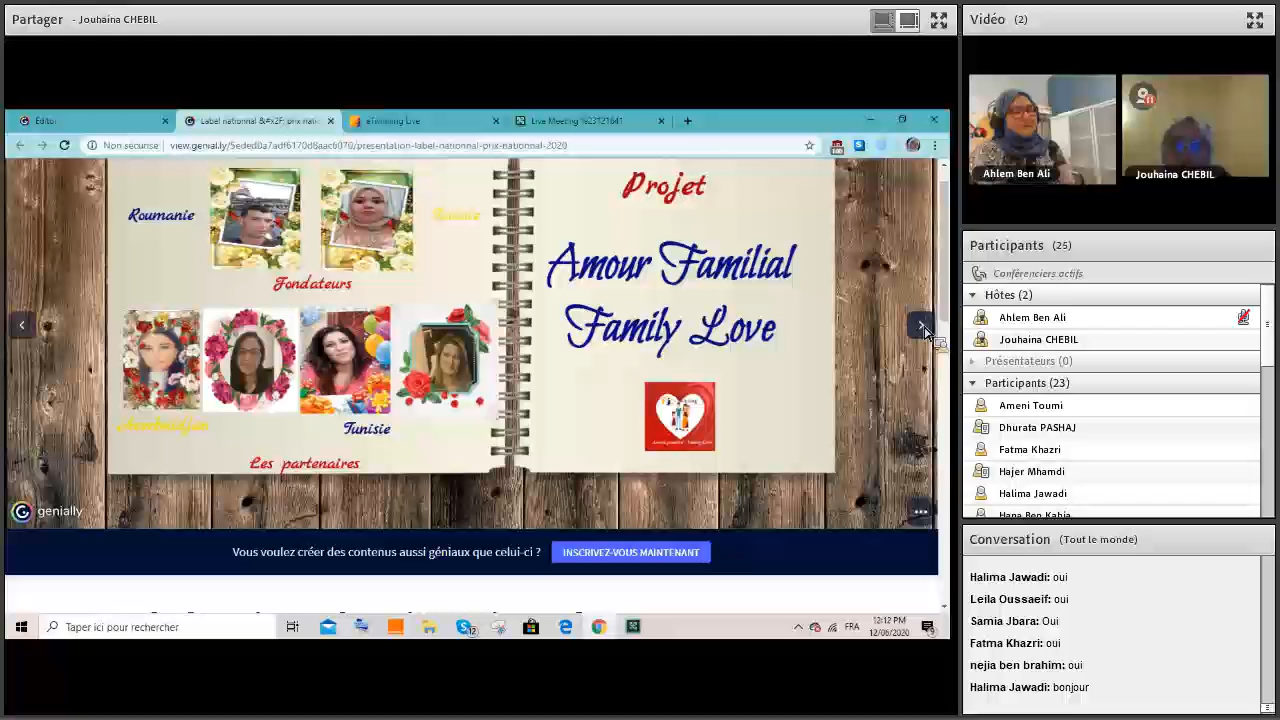 Partager - Jouhaina CHEBIL
Vidéo (2)
Editor
Label nationnal &#x2F; prix nati
eTwinning Live
Live Meeting 1623121641
Non sécurisé
view.genial.ly/
/presentation-label-nationnal-prix-nationnal-2020
Roumanie
Tunisie
Fondateurs
Azerbaïdjan
Tunisie
Les partenaires
Projet
Amour Familial
Family Love
genially
Vous voulez créer des contenus aussi géniaux que celui-ci ?
INSCRIVEZ-VOUS MAINTENANT
Taper ici pour rechercher
12
FRA
12:12 PM
12/06/2020
Ahlem Ben Ali
Jouhaina CHEBIL
Participants (25)
Conférenciers actifs
Hôtes (2)
Ahlem Ben Ali
Jouhaina CHEBIL
Présentateurs (0)
Participants (23)
Ameni Toumi
Dhurata PASHAJ
Fatma Khazri
Hajer Mhamdi
Halima Jawadi
Conversation (Tout le monde)
Halima Jawadi: oui
Leila Oussaeif: oui
Samia Jbara: Oui
Fatma Khazri: oui
nejia ben brahim: oui
Halima Jawadi: bonjour